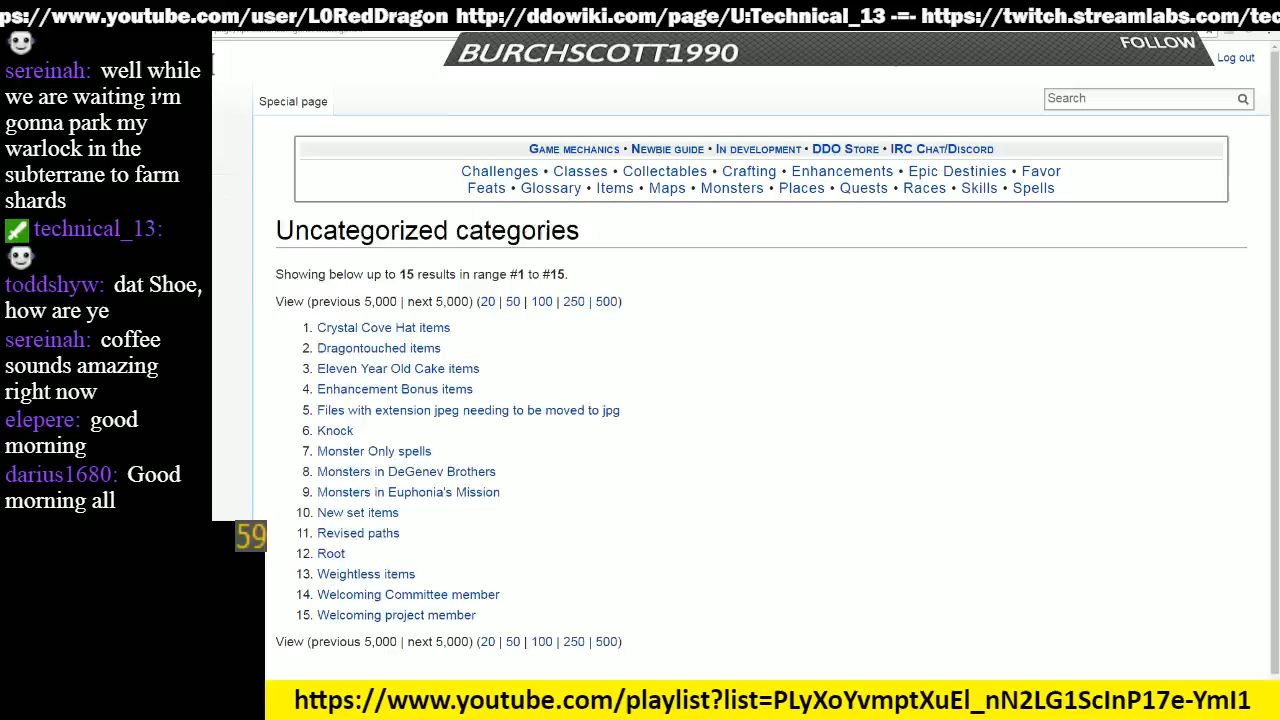 ps://www.youtube.com/user/L0RedDragon http://ddowiki.com/page/U:Technical_13 -=- https://twitch.streamlabs.com/tec
sereinah: well while
we are waiting i'm
gonna park my
warlock in the
subterrane to farm
shards
technical_13:
toddshyw: dat Shoe,
how are ye
sereinah: coffee
sounds amazing
right now
elepere: good
morning
darius1680: Good
morning all
59
BURCHSCOTT1990
FOLLOW
Log out
Special page
Search
Game mechanics • Newbie guide • In development • DDO Store • IRC Chat/Discord
Challenges • Classes • Collectables • Crafting • Enhancements • Epic Destinies • Favor
Feats • Glossary • Items • Maps • Monsters • Places • Quests • Races • Skills • Spells
Uncategorized categories
Showing below up to 15 results in range #1 to #15.
View (previous 5,000 | next 5,000) (20 | 50 | 100 | 250 | 500)
1. Crystal Cove Hat items
2. Dragontouched items
3. Eleven Year Old Cake items
4. Enhancement Bonus items
5. Files with extension jpeg needing to be moved to jpg
6. Knock
7. Monster Only spells
8. Monsters in DeGenev Brothers
9. Monsters in Euphonia's Mission
10. New set items
11. Revised paths
12. Root
13. Weightless items
14. Welcoming Committee member
15. Welcoming project member
View (previous 5,000 | next 5,000) (20 | 50 | 100 | 250 | 500)
https://www.youtube.com/playlist?list=PLyXoYvmptXuEl_nN2LG1ScInP17e-YmI1